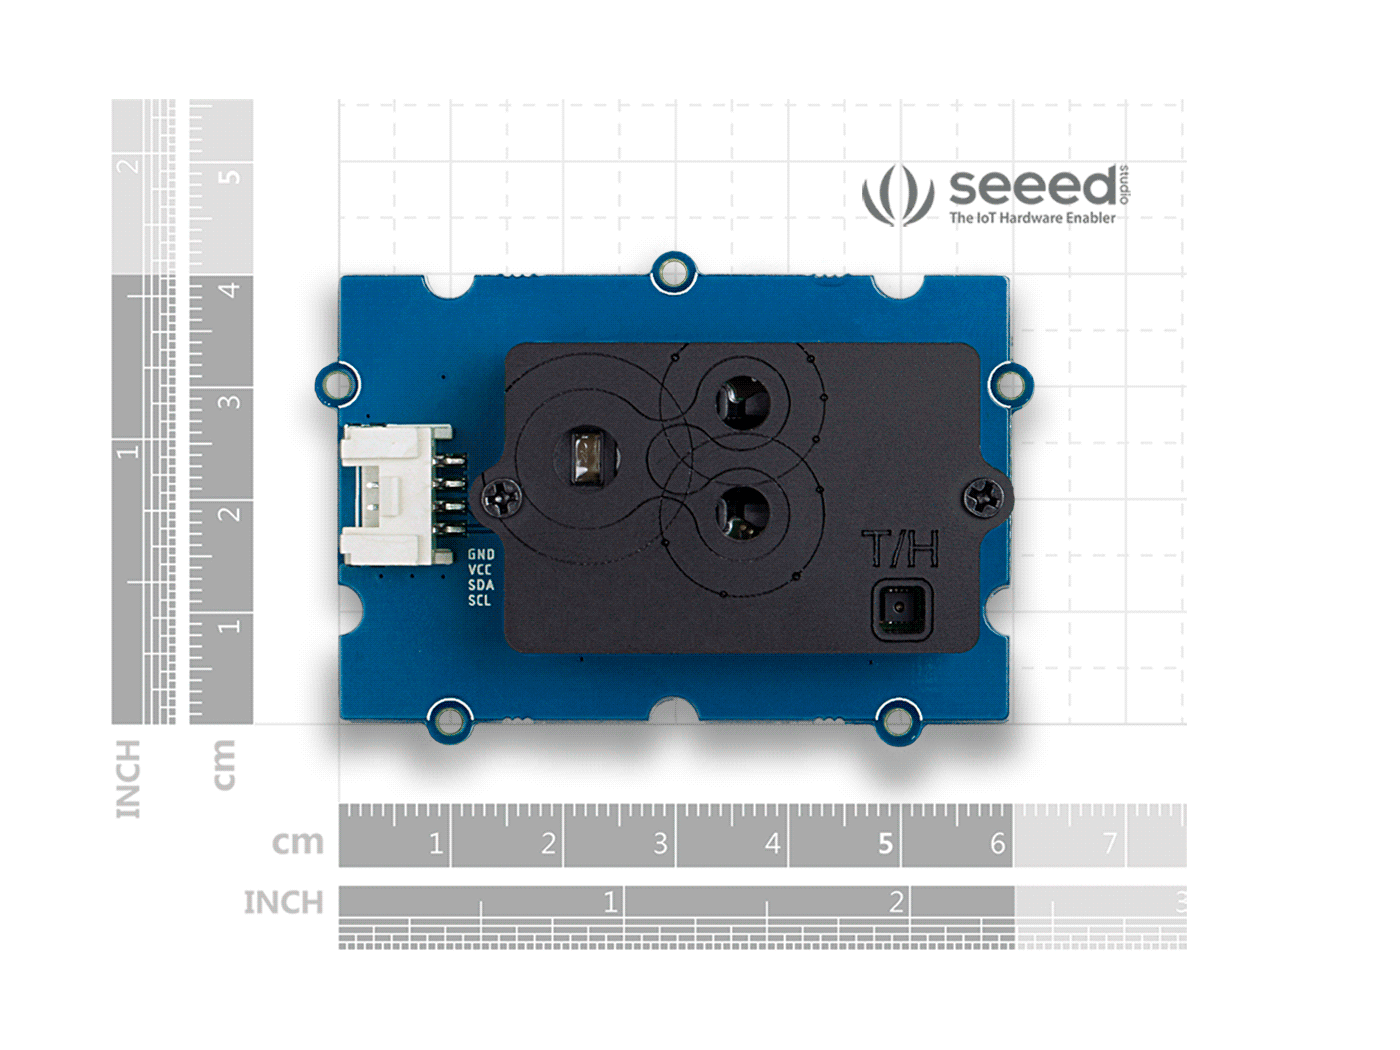 seeed
studio
The IoT Hardware Enabler
2
1
INCH
5
4
3
2
1
cm
GND
VCC
SDA
SCL
T/H
cm 1 2 3 4 5 6 7
INCH 1 2 3